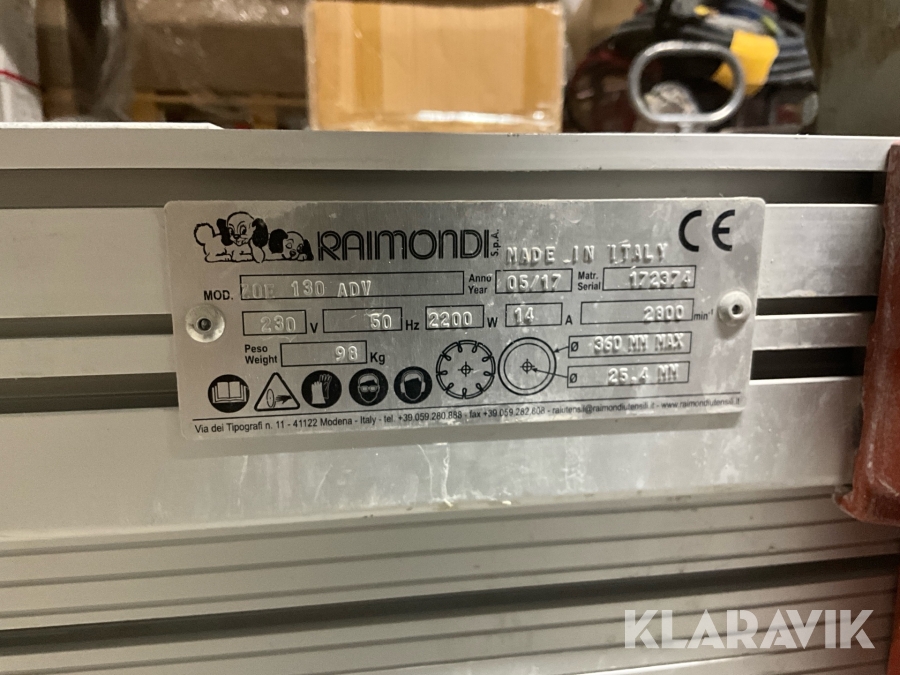 KLARAVIK
RAIMONDI S.p.A.
MADE IN ITALY
CE
MOD. ZOE 130 ADV
Anno Year 05/17
Matr. Serial 172374
230 V 50 Hz 2200 W 14 A 2800 min⁻¹
Peso Weight 98 Kg
Ø 360 MM MAX
Ø 25.4 MM
Via dei Tipografi n. 11 - 41122 Modena - Italy - tel. +39.059.280.888 - fax +39.059.282.808 - raiutensili@raimondiutensili.it - www.raimondiutensili.it
KLARAVIK